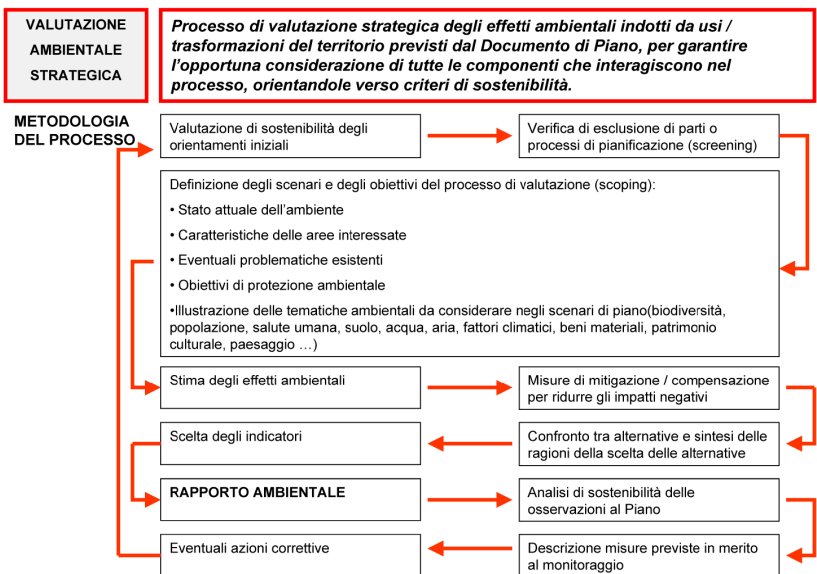 VALUTAZIONE
AMBIENTALE
STRATEGICA
Processo di valutazione strategica degli effetti ambientali indotti da usi /
trasformazioni del territorio previsti dal Documento di Piano, per garantire
l'opportuna considerazione di tutte le componenti che interagiscono nel
processo, orientandole verso criteri di sostenibilità.
METODOLOGIA
DEL PROCESSO
Valutazione di sostenibilità degli
orientamenti iniziali
Verifica di esclusione di parti o
processi di pianificazione (screening)
Definizione degli scenari e degli obiettivi del processo di valutazione (scoping):
• Stato attuale dell'ambiente
• Caratteristiche delle aree interessate
• Eventuali problematiche esistenti
• Obiettivi di protezione ambientale
•Illustrazione delle tematiche ambientali da considerare negli scenari di piano(biodiversità,
popolazione, salute umana, suolo, acqua, aria, fattori climatici, beni materiali, patrimonio
culturale, paesaggio …)
Stima degli effetti ambientali
Misure di mitigazione / compensazione
per ridurre gli impatti negativi
Scelta degli indicatori
Confronto tra alternative e sintesi delle
ragioni della scelta delle alternative
RAPPORTO AMBIENTALE
Analisi di sostenibilità delle
osservazioni al Piano
Eventuali azioni correttive
Descrizione misure previste in merito
al monitoraggio